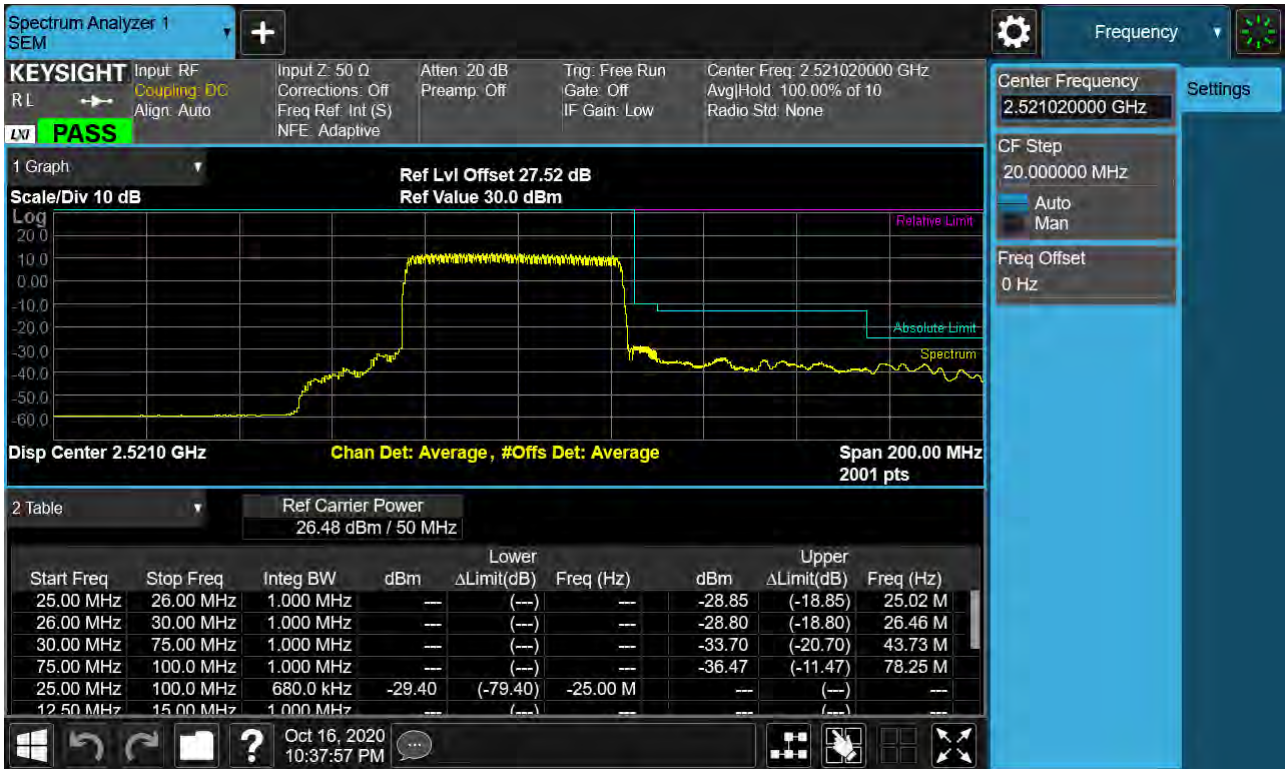 Spectrum Analyzer 1
SEM
+
Frequency
KEYSIGHT
R L
LXI
PASS
Input: RF
Coupling: DC
Align: Auto
Input Z: 50 Ω
Corrections: Off
Freq Ref: Int (S)
NFE: Adaptive
Atten: 20 dB
Preamp: Off
Trig: Free Run
Gate: Off
IF Gain: Low
Center Freq: 2.521020000 GHz
Avg|Hold: 100.00% of 10
Radio Std: None
Center Frequency
2.521020000 GHz
Settings
CF Step
20.000000 MHz
Auto
Man
Freq Offset
0 Hz
1 Graph
Scale/Div 10 dB
Ref Lvl Offset 27.52 dB
Ref Value 30.0 dBm
Log
20.0
10.0
0.00
-10.0
-20.0
-30.0
-40.0
-50.0
-60.0
Relative Limit
Absolute Limit
Spectrum
Disp Center 2.5210 GHz
Chan Det: Average, #Offs Det: Average
Span 200.00 MHz
2001 pts
2 Table
Ref Carrier Power
26.48 dBm / 50 MHz
Lower Upper
Start Freq Stop Freq Integ BW dBm ΔLimit(dB) Freq (Hz) dBm ΔLimit(dB) Freq (Hz)
25.00 MHz 26.00 MHz 1.000 MHz --- (---) --- -28.85 (-18.85) 25.02 M
26.00 MHz 30.00 MHz 1.000 MHz --- (---) --- -28.80 (-18.80) 26.46 M
30.00 MHz 75.00 MHz 1.000 MHz --- (---) --- -33.70 (-20.70) 43.73 M
75.00 MHz 100.0 MHz 1.000 MHz --- (---) --- -36.47 (-11.47) 78.25 M
25.00 MHz 100.0 MHz 680.0 kHz -29.40 (-79.40) -25.00 M --- (---) ---
12.50 MHz 15.00 MHz 1.000 MHz --- (---) --- --- (---) ---
?
Oct 16, 2020
10:37:57 PM